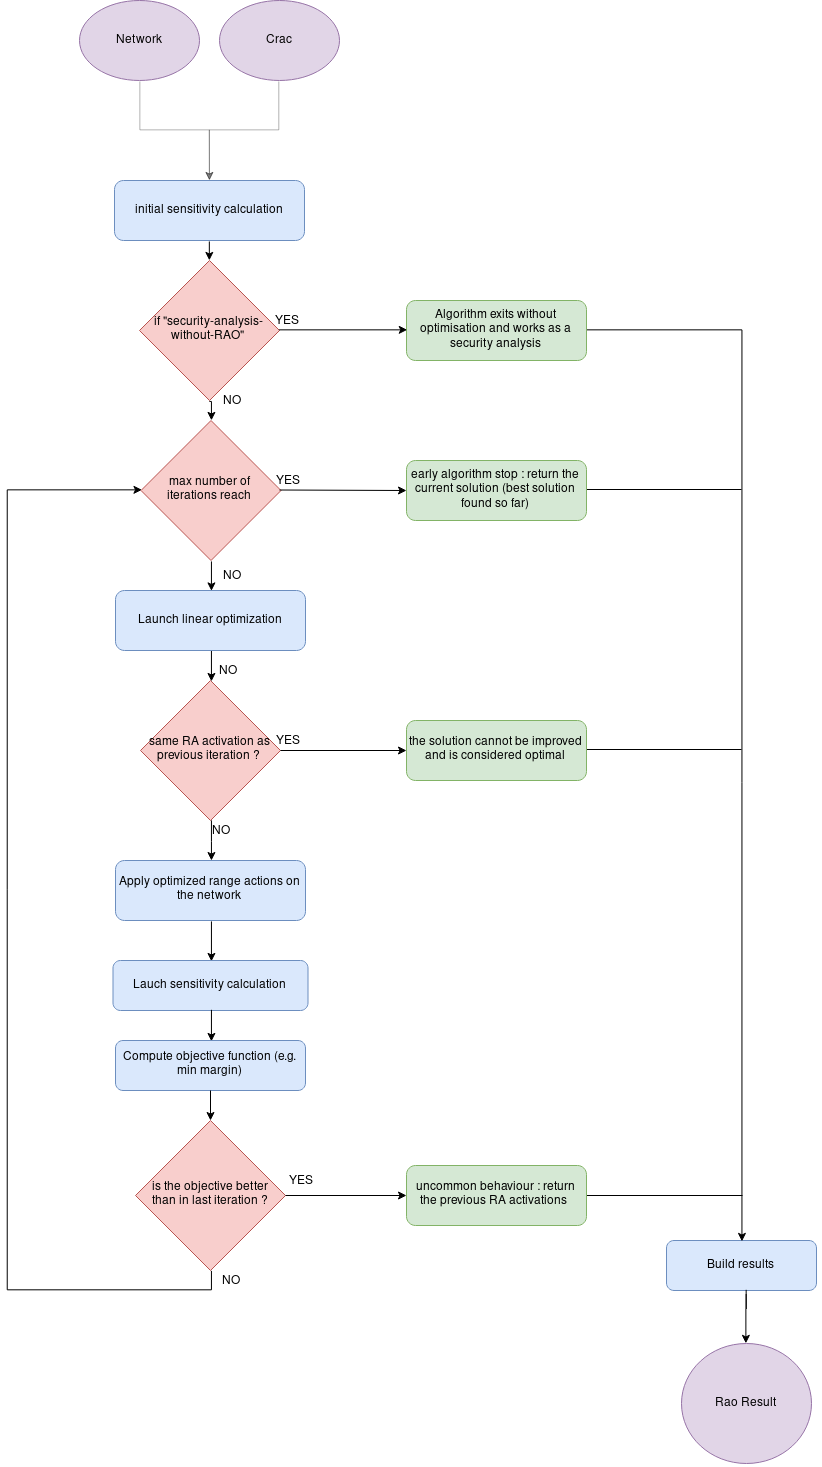 Network
Crac
initial sensitivity calculation
if "security-analysis-
without-RAO"
YES
Algorithm exits without
optimisation and works as a
security analysis
NO
max number of
iterations reach
YES
early algorithm stop : return the
current solution (best solution
found so far)
NO
Launch linear optimization
NO
same RA activation as
previous iteration ?
YES
the solution cannot be improved
and is considered optimal
NO
Apply optimized range actions on
the network
Lauch sensitivity calculation
Compute objective function (e.g.
min margin)
is the objective better
than in last iteration ?
YES
uncommon behaviour : return
the previous RA activations
NO
Build results
Rao Result